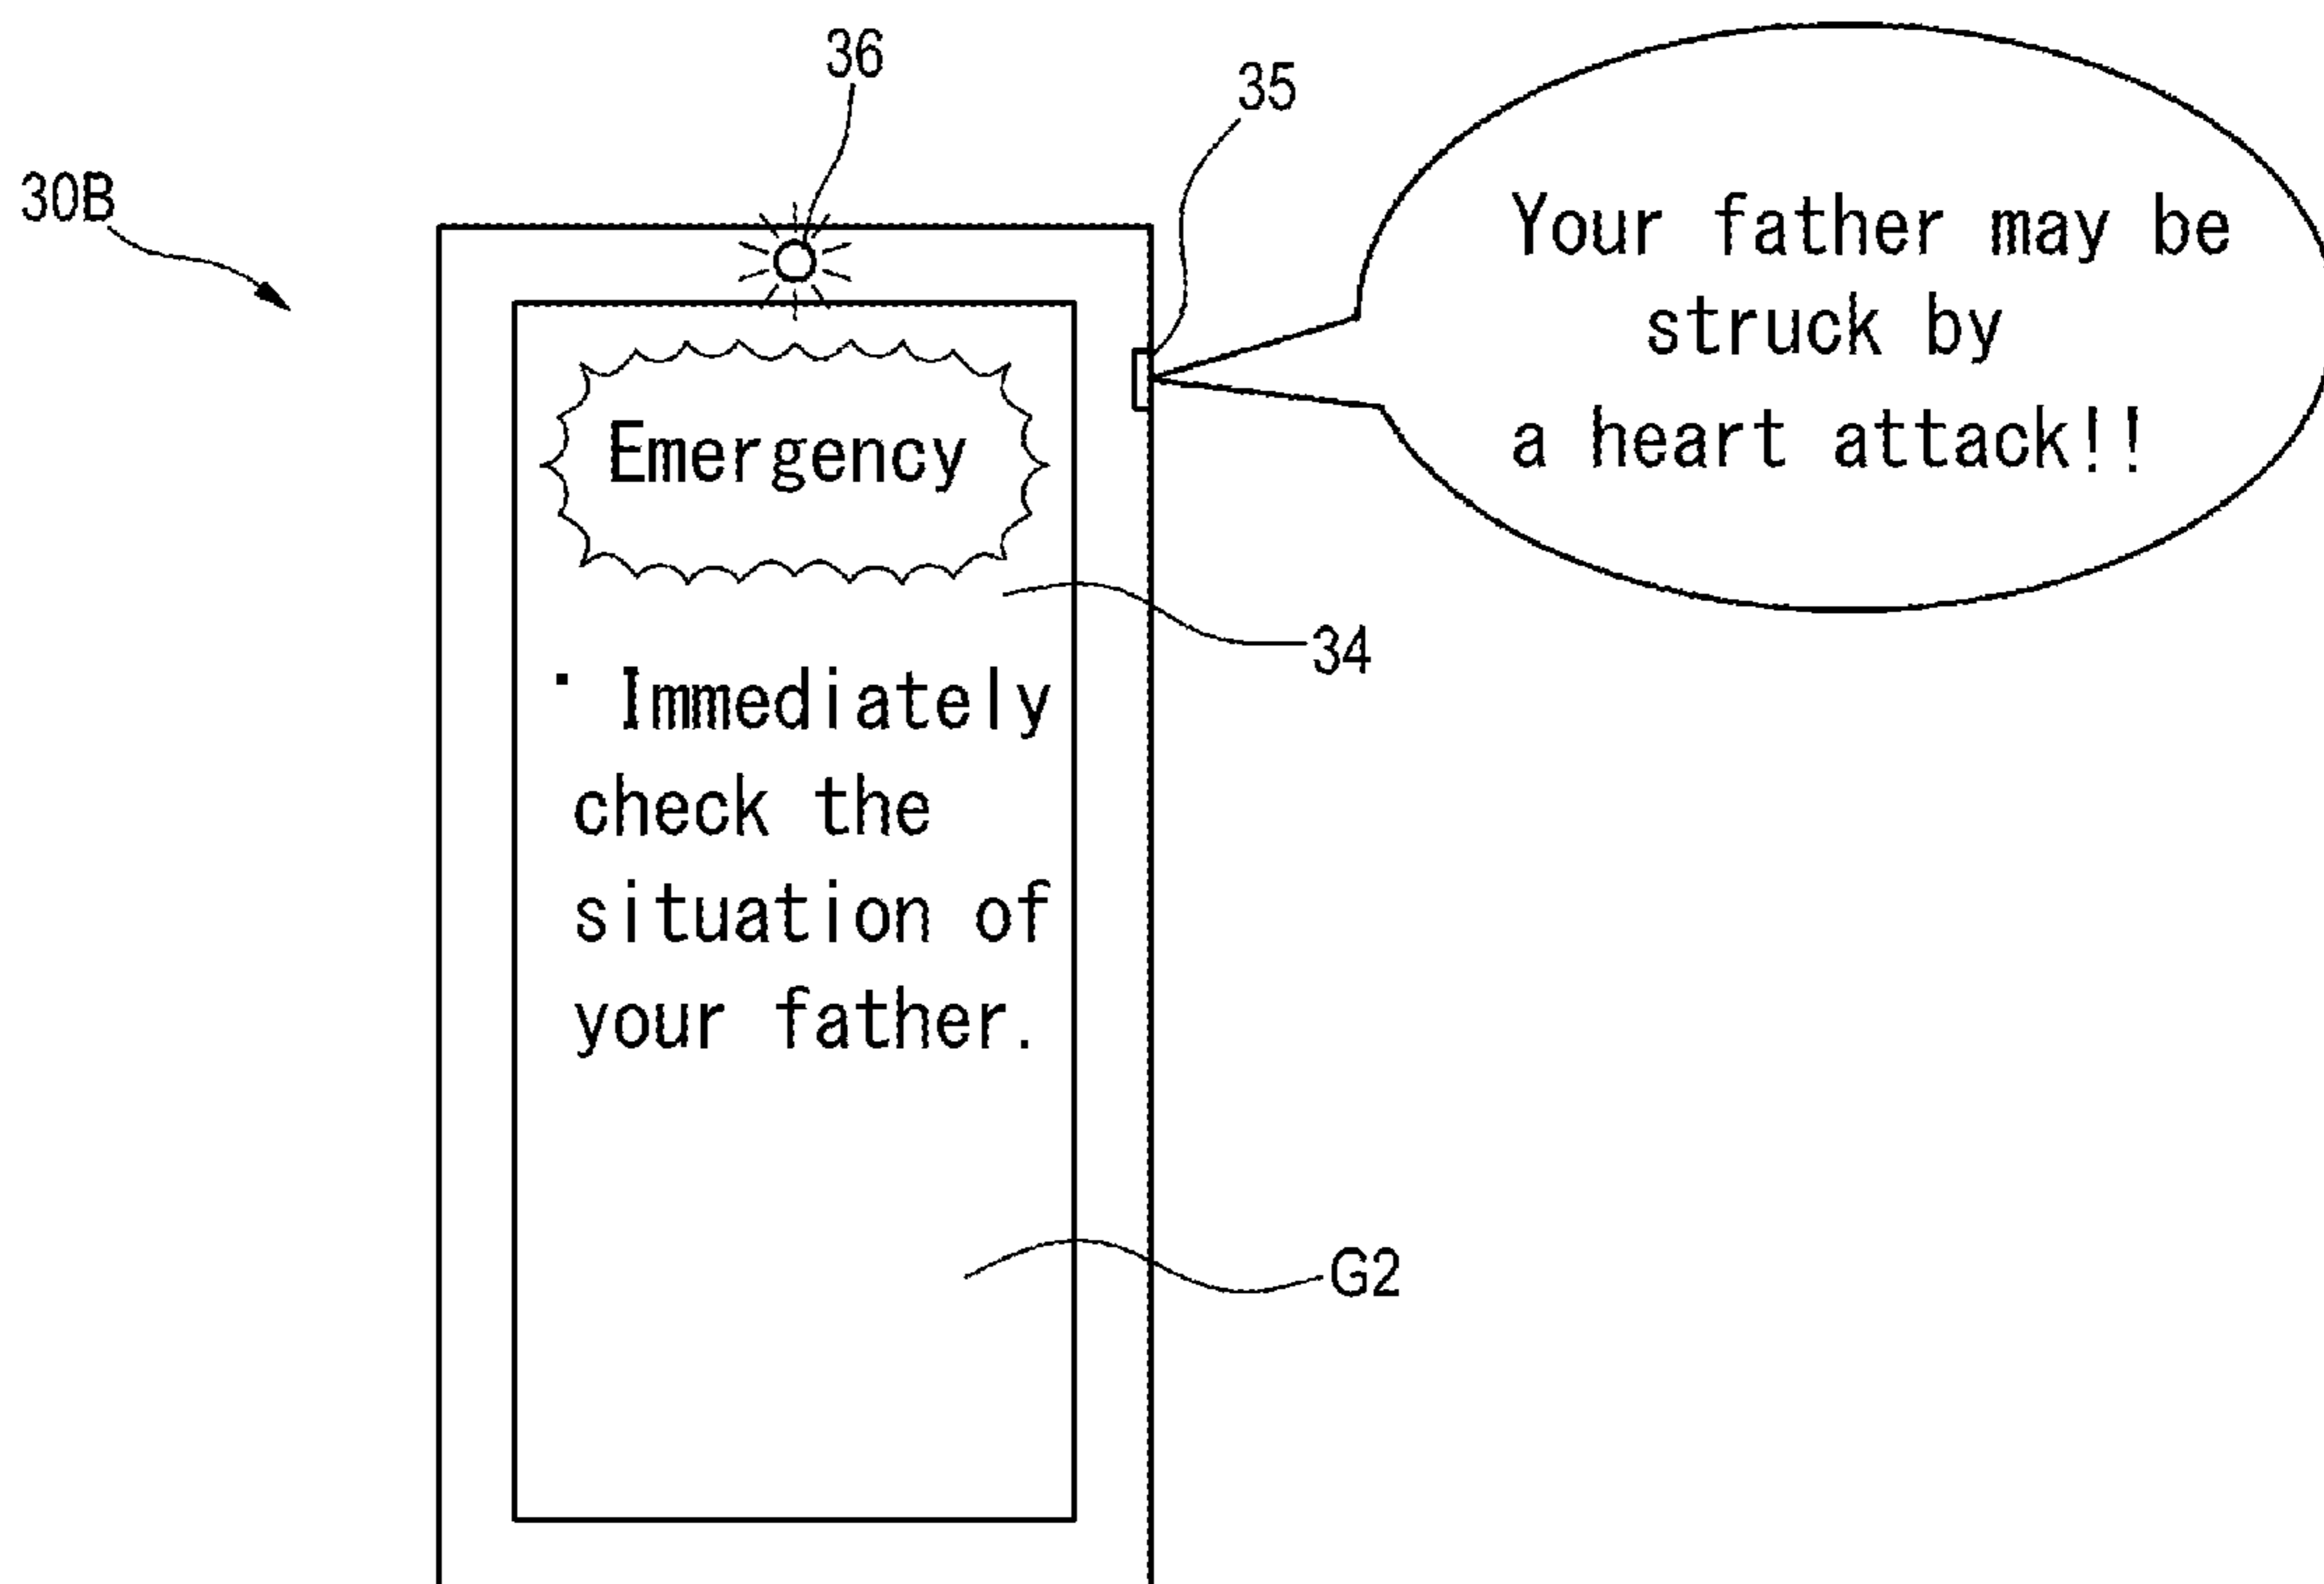 36
35
30B
Your father may be
struck by
a heart attack!!
Emergency
34
· Immediately
check the
situation of
your father.
G2